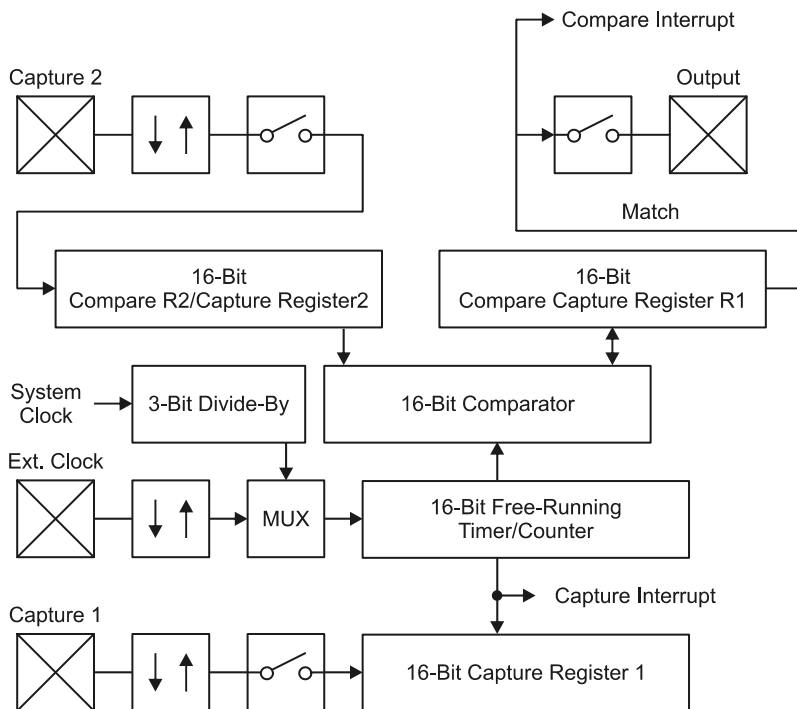 Compare Interrupt
Capture 2
Output
Match
16-Bit
Compare R2/Capture Register2
16-Bit
Compare Capture Register R1
System
Clock
3-Bit Divide-By
16-Bit Comparator
Ext. Clock
MUX
16-Bit Free-Running
Timer/Counter
Capture Interrupt
Capture 1
16-Bit Capture Register 1